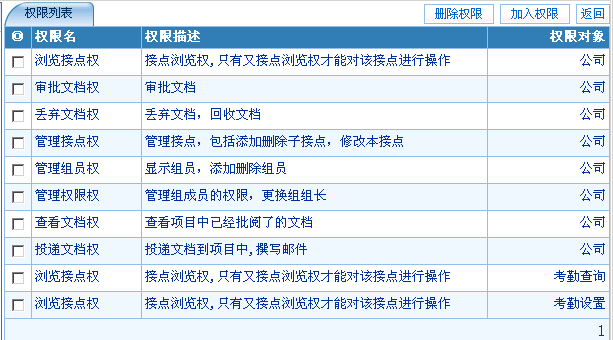 权限列表 删除权限 加入权限 返回
权限名 权限描述 权限对象
浏览接点权 接点浏览权,只有又接点浏览权才能对该接点进行操作 公司
审批文档权 审批文档 公司
丢弃文档权 丢弃文档，回收文档 公司
管理接点权 管理接点，包括添加删除子接点，修改本接点 公司
管理组员权 显示组员，添加删除组员 公司
管理权限权 管理组成员的权限，更换组组长 公司
查看文档权 查看项目中已经批阅了的文档 公司
投递文档权 投递文档到项目中,撰写邮件 公司
浏览接点权 接点浏览权,只有又接点浏览权才能对该接点进行操作 考勤查询
浏览接点权 接点浏览权,只有又接点浏览权才能对该接点进行操作 考勤设置
1